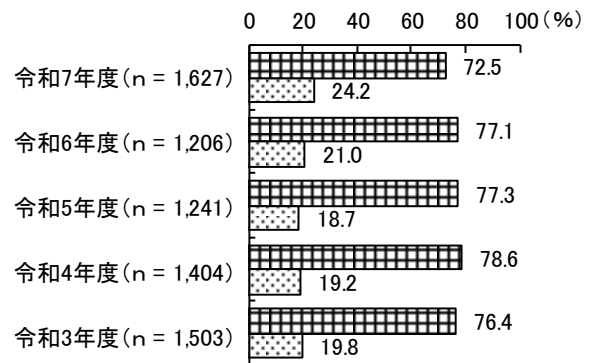 0 20 40 60 80 100(%)
令和7年度(n = 1,627) 72.5
24.2
令和6年度(n = 1,206) 77.1
21.0
令和5年度(n = 1,241) 77.3
18.7
令和4年度(n = 1,404) 78.6
19.2
令和3年度(n = 1,503) 76.4
19.8